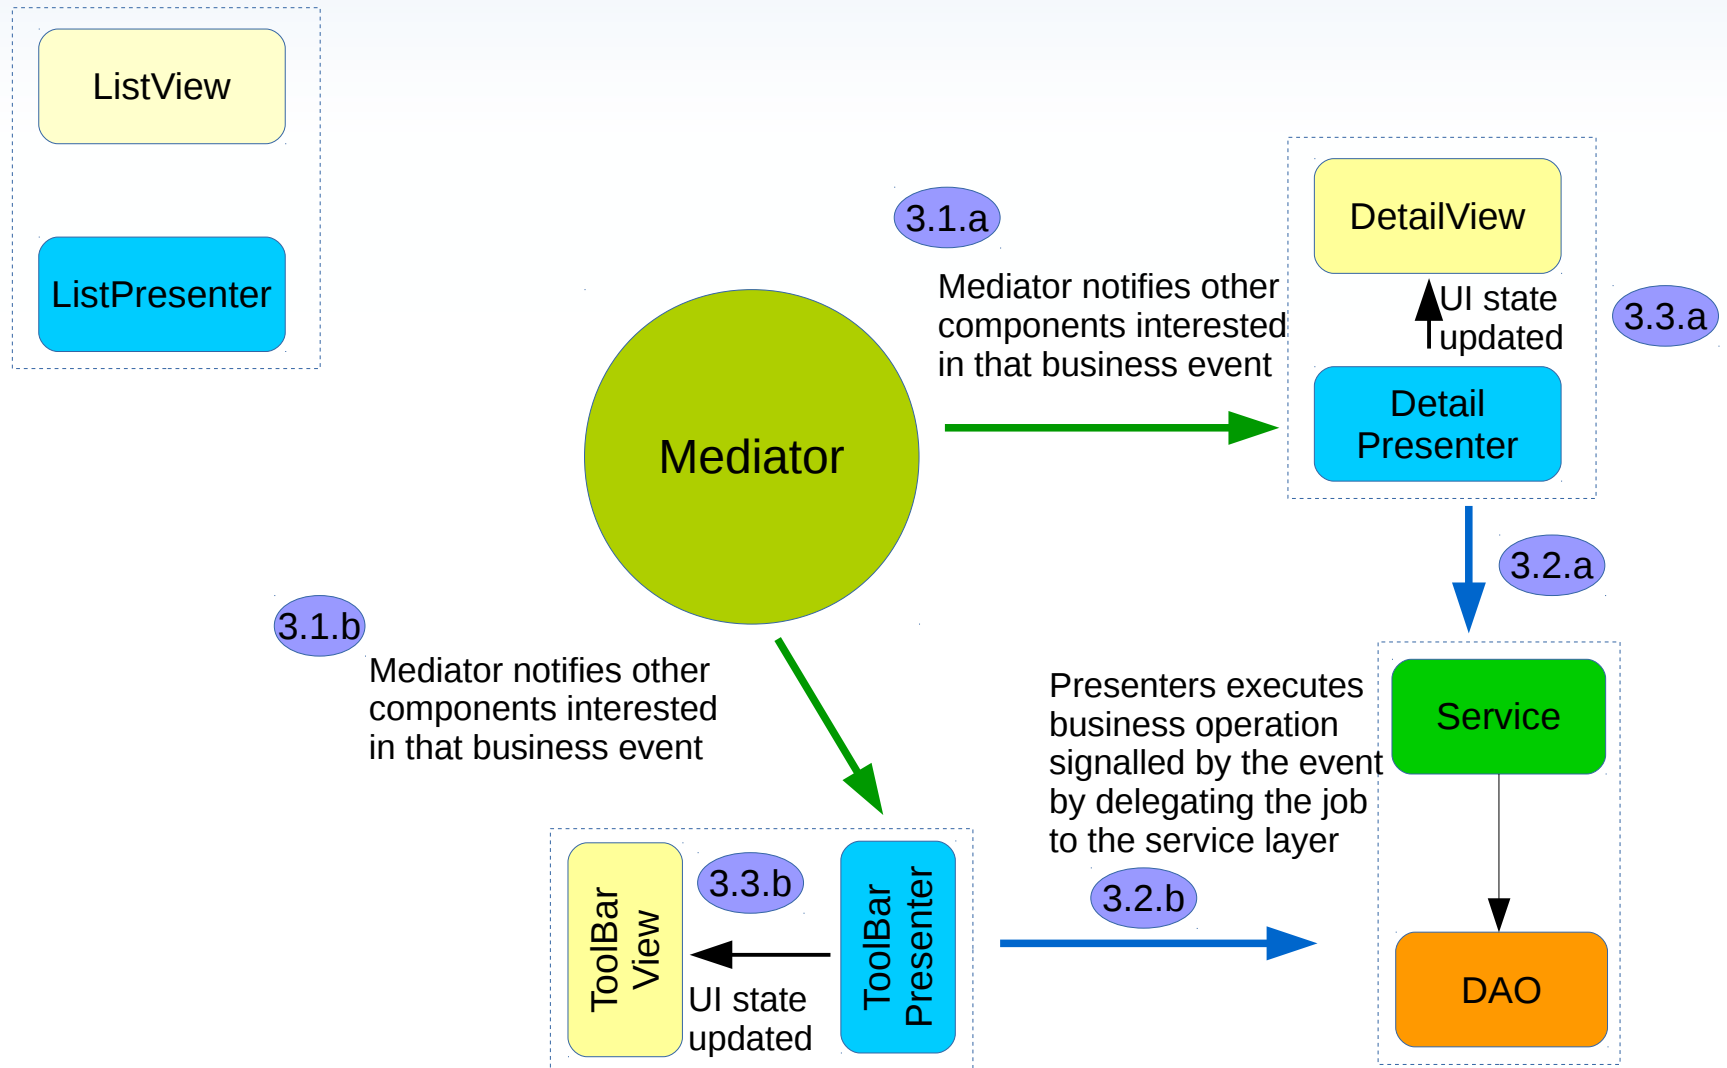 ListView
ListPresenter
3.1.a
Mediator notifies other
components interested
in that business event
DetailView
UI state
updated
3.3.a
Detail
Presenter
Mediator
3.2.a
3.1.b
Mediator notifies other
components interested
in that business event
Presenters executes
business operation
signalled by the event
by delegating the job
to the service layer
Service
3.2.b
ToolBar
View
3.3.b
UI state
updated
ToolBar
Presenter
DAO